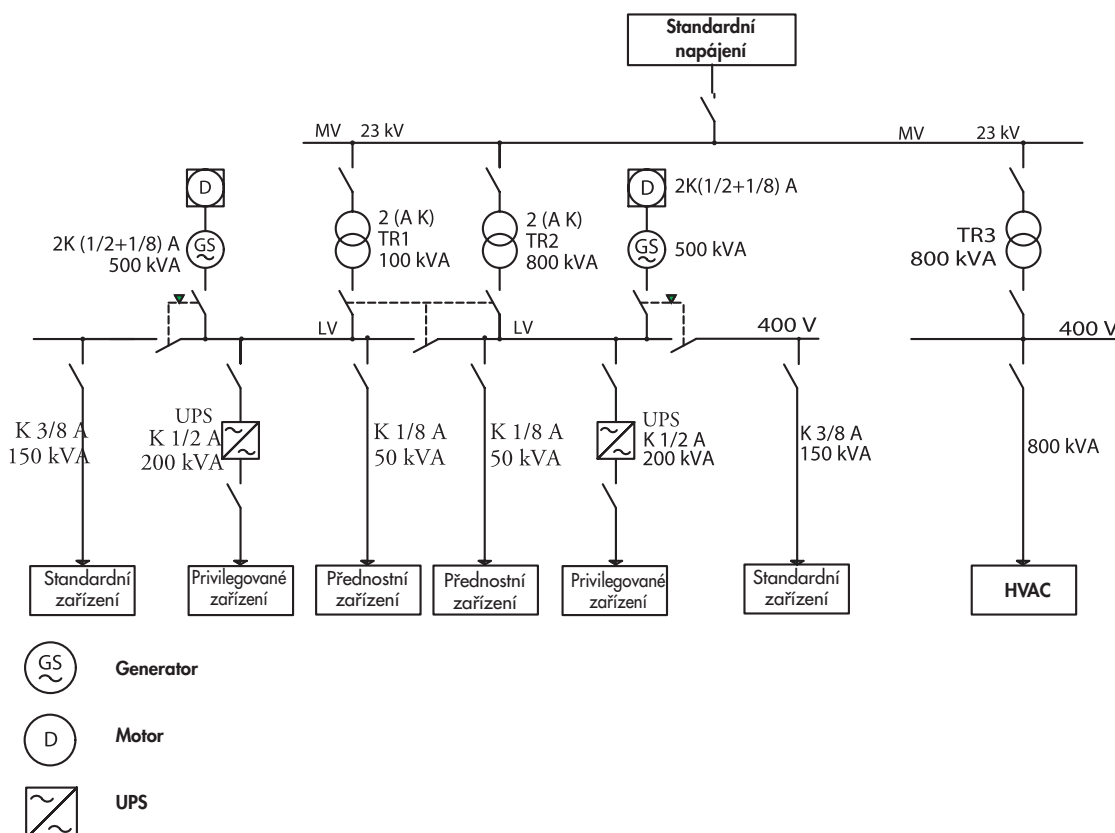 Standardní
napájení
MV 23 kV
MV 23 kV
D
D
2K(1/2+1/8) A
2K (1/2+1/8) A
500 kVA
GS
2 (A K)
TR1
100 kVA
2 (A K)
TR2
800 kVA
GS
500 kVA
TR3
800 kVA
LV
LV
400 V
400 V
K 3/8 A
150 kVA
UPS
K 1/2 A
200 kVA
K 1/8 A
50 kVA
K 1/8 A
50 kVA
UPS
K 1/2 A
200 kVA
K 3/8 A
150 kVA
800 kVA
Standardní
zařízení
Privilegované
zařízení
Přednostní
zařízení
Přednostní
zařízení
Privilegované
zařízení
Standardní
zařízení
HVAC
GS
Generator
D
Motor
UPS